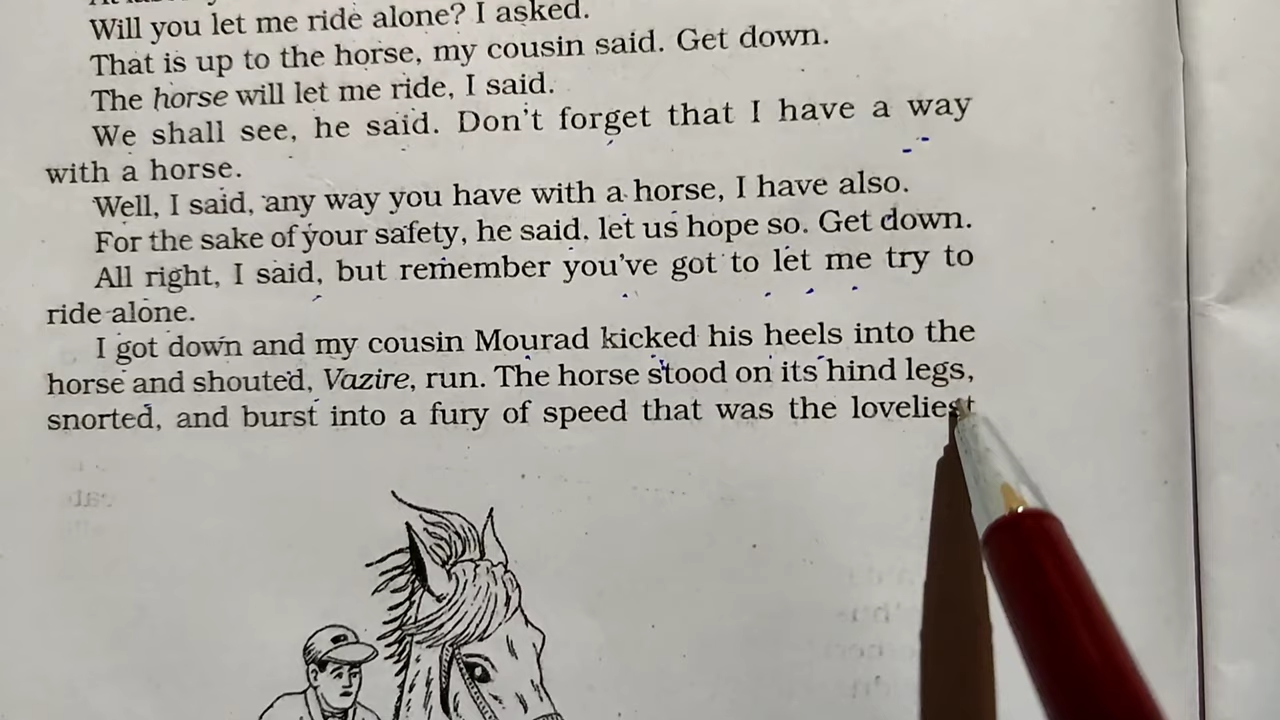 Will you let me ride alone? I asked.
That is up to the horse, my cousin said. Get down.
The horse will let me ride, I said.
We shall see, he said. Don't forget that I have a way
with a horse.
Well, I said, any way you have with a horse, I have also.
For the sake of your safety, he said, let us hope so. Get down.
All right, I said, but remember you've got to let me try to
ride alone.
I got down and my cousin Mourad kicked his heels into the
horse and shouted, Vazire, run. The horse stood on its hind legs,
snorted, and burst into a fury of speed that was the loveliest